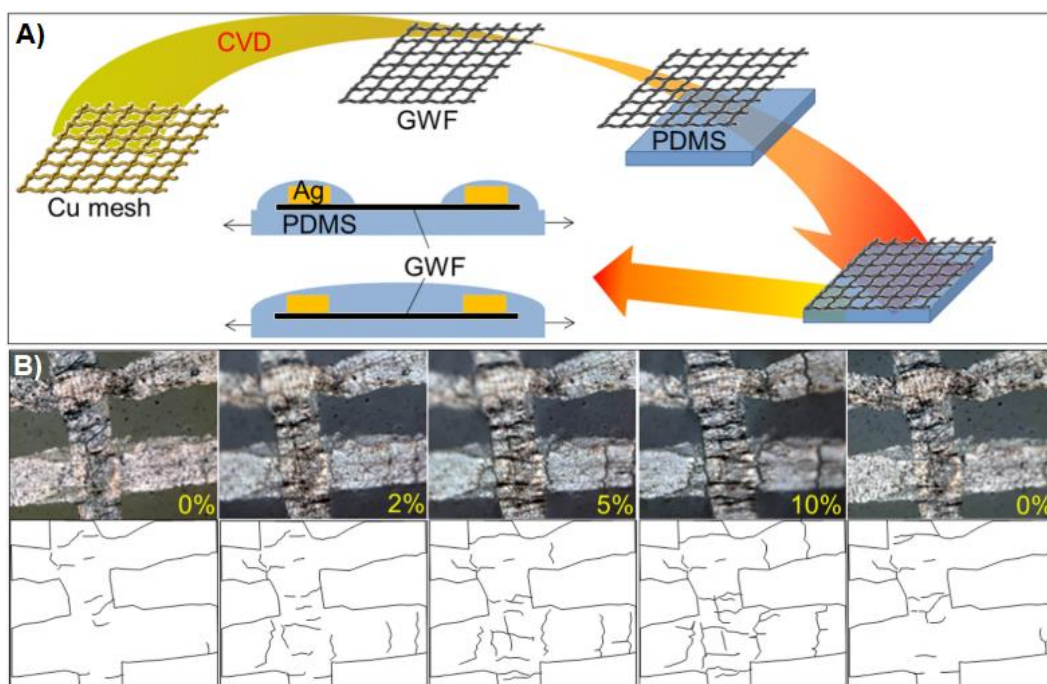 A)
CVD
Cu mesh
GWF
PDMS
Ag
PDMS
GWF
B)
0%
2%
5%
10%
0%